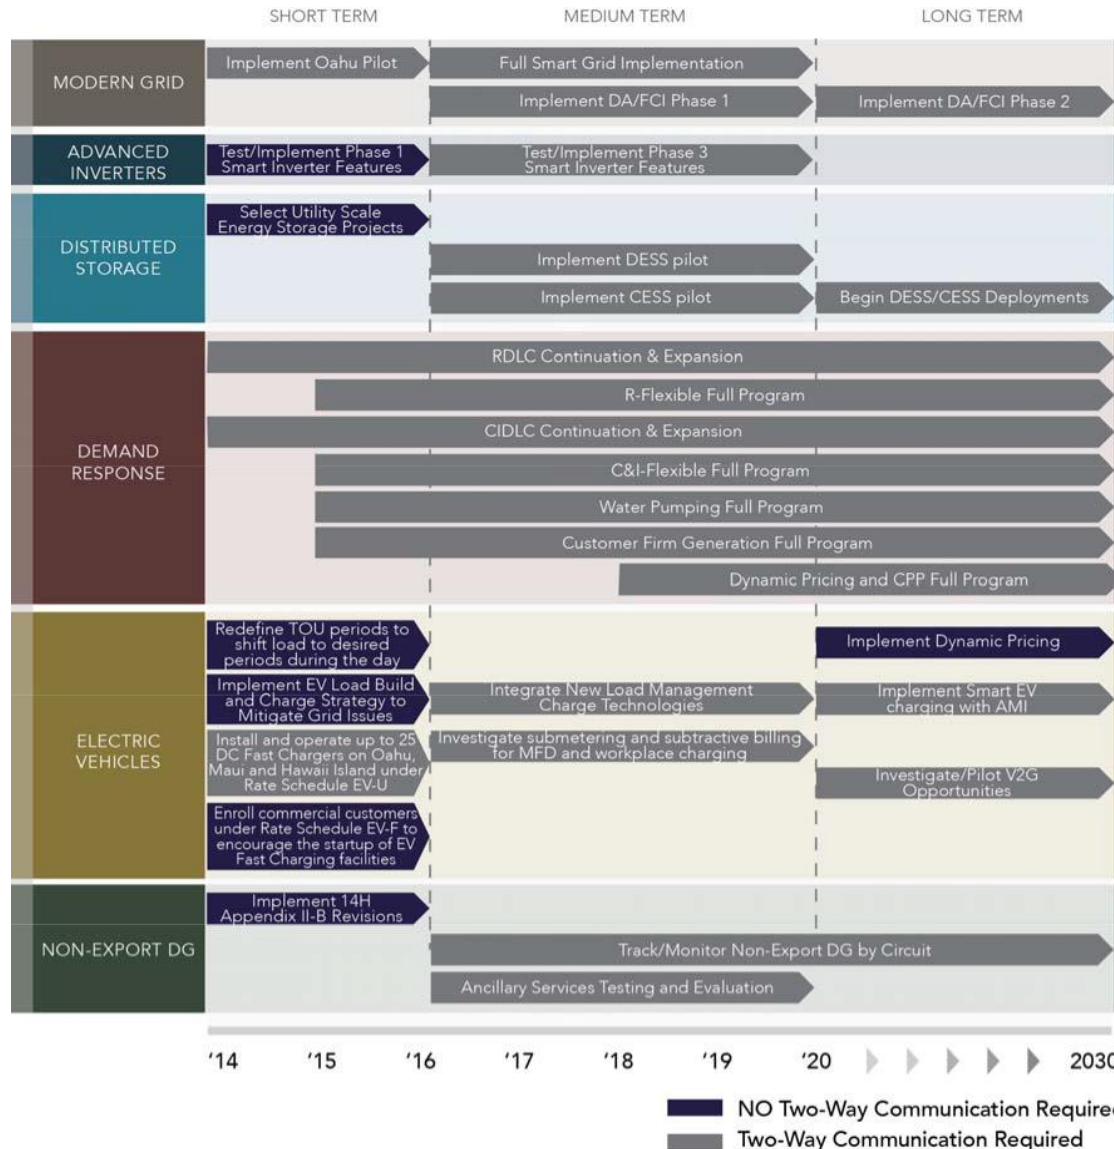 SHORT TERM
MEDIUM TERM
LONG TERM
MODERN GRID
Implement Oahu Pilot
Full Smart Grid Implementation
Implement DA/FCI Phase 1
Implement DA/FCI Phase 2
ADVANCED
INVERTERS
Test/Implement Phase 1
Smart Inverter Features
Test/Implement Phase 3
Smart Inverter Features
DISTRIBUTED
STORAGE
Select Utility Scale
Energy Storage Projects
Implement DESS pilot
Implement CESS pilot
Begin DESS/CESS Deployments
DEMAND
RESPONSE
RDLC Continuation & Expansion
R-Flexible Full Program
CIDLC Continuation & Expansion
C&I-Flexible Full Program
Water Pumping Full Program
Customer Firm Generation Full Program
Dynamic Pricing and CPP Full Program
ELECTRIC
VEHICLES
Redefine TOU periods to
shift load to desired
periods during the day
Implement Dynamic Pricing
Implement EV Load Build
and Charge Strategy to
Mitigate Grid Issues
Integrate New Load Management
Charge Technologies
Implement Smart EV
charging with AMI
Install and operate up to 25
DC Fast Chargers on Oahu,
Maui and Hawaii Island under
Rate Schedule EV-U
Investigate submetering and subtractive billing
for MFD and workplace charging
Investigate/Pilot V2G
Opportunities
Enroll commercial customers
under Rate Schedule EV-F to
encourage the startup of EV
Fast Charging facilities
NON-EXPORT DG
Implement 14H
Appendix II-B Revisions
Track/Monitor Non-Export DG by Circuit
Ancillary Services Testing and Evaluation
'14 '15 '16 '17 '18 '19 '20 2030
NO Two-Way Communication Required
Two-Way Communication Required